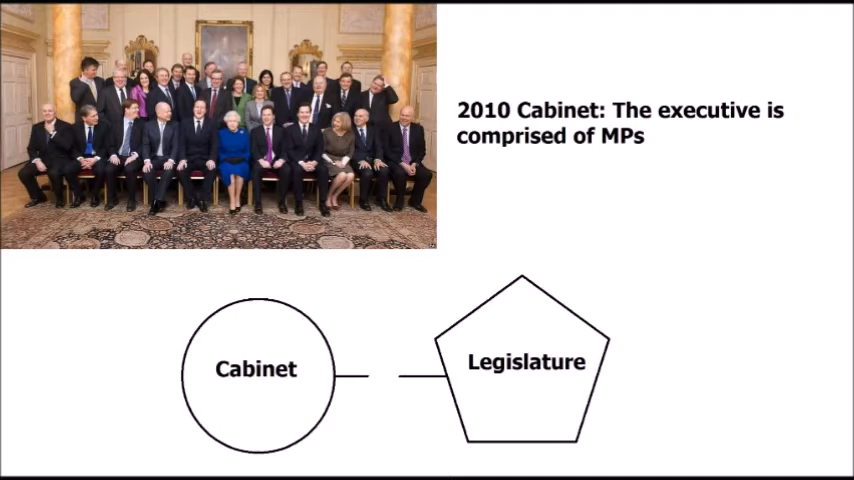 2010 Cabinet: The executive is
comprised of MPs
Cabinet
Legislature